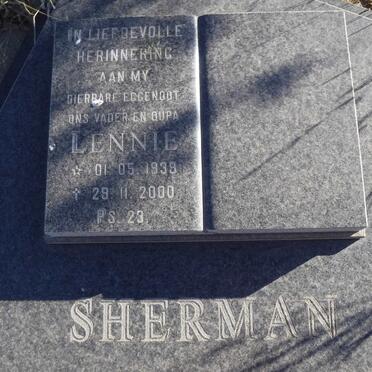 IN LIEFDEVOLLE
HERINNERING
AAN MY
DIERBARE EGGENOOT
ONS VADER EN OUPA
LENNIE
☆ 01. 05. 1939
† 29. 11. 2000
PS. 23
SHERMAN